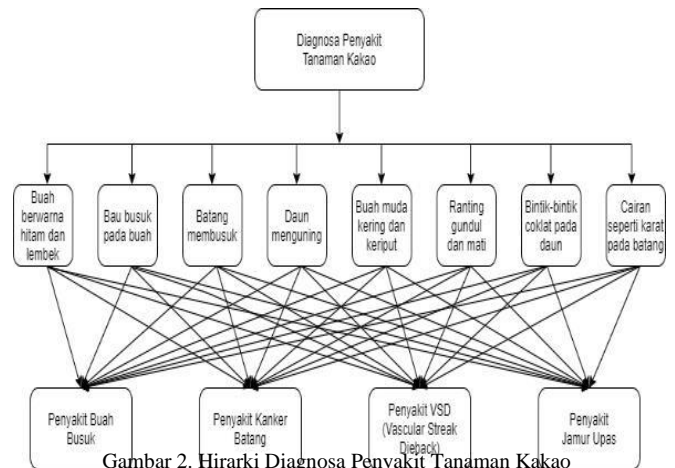 Diagnosa Penyakit
Tanaman Kakao
Buah
berwarna
hitam dan
lembek
Bau busuk
pada buah
Batang
membusuk
Daun
menguning
Buah muda
kering dan
keriput
Ranting
gundul
dan mati
Bintik-bintik
coklat pada
daun
Cairan
seperti karat
pada batang
Penyakit Buah
Busuk
Penyakit Kanker
Batang
Penyakit VSD
(Vascular Streak
Dieback)
Penyakit
Jamur Upas
Gambar 2. Hirarki Diagnosa Penyakit Tanaman Kakao